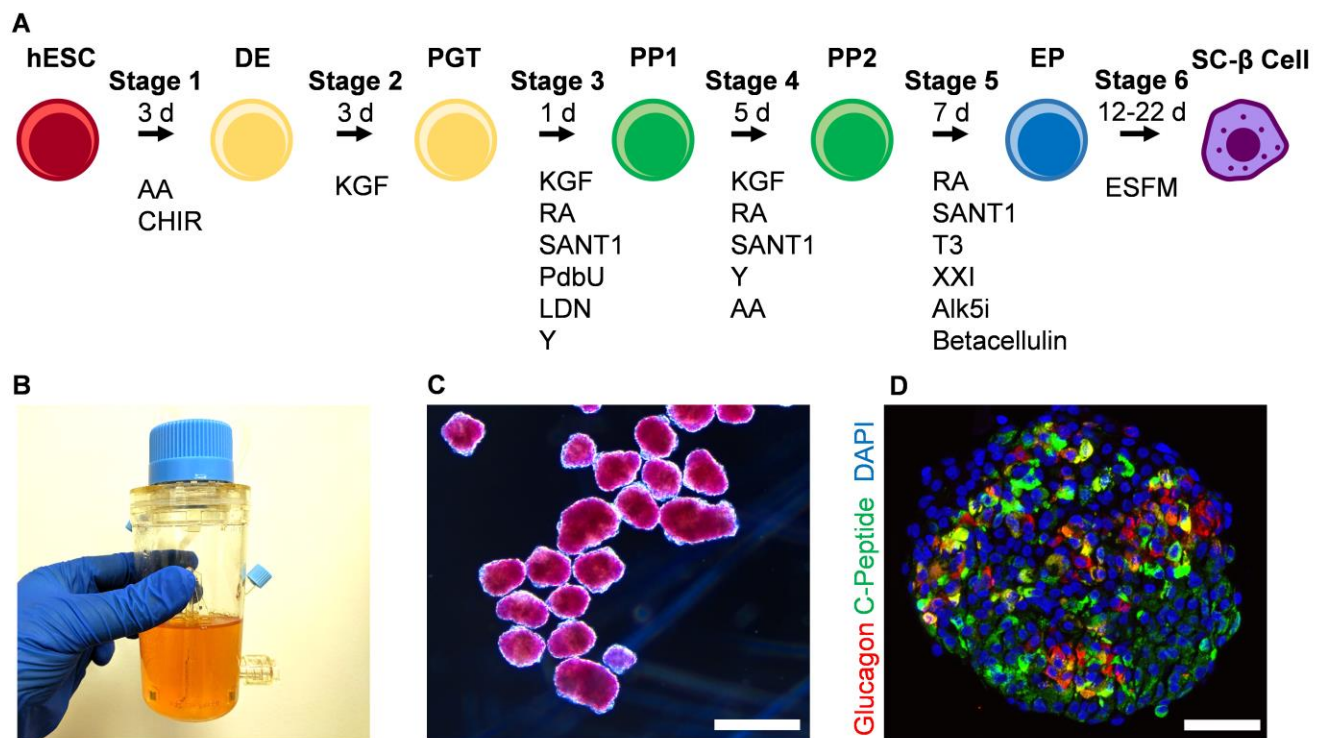 A
hESC
Stage 1
3 d
AA
CHIR
DE
Stage 2
3 d
KGF
PGT
Stage 3
1 d
KGF
RA
SANT1
PdbU
LDN
Y
PP1
Stage 4
5 d
KGF
RA
SANT1
Y
AA
PP2
Stage 5
7 d
RA
SANT1
T3
XXI
Alk5i
Betacellulin
EP
Stage 6
12-22 d
ESFM
SC-β Cell
B
C
D
Glucagon C-Peptide DAPI